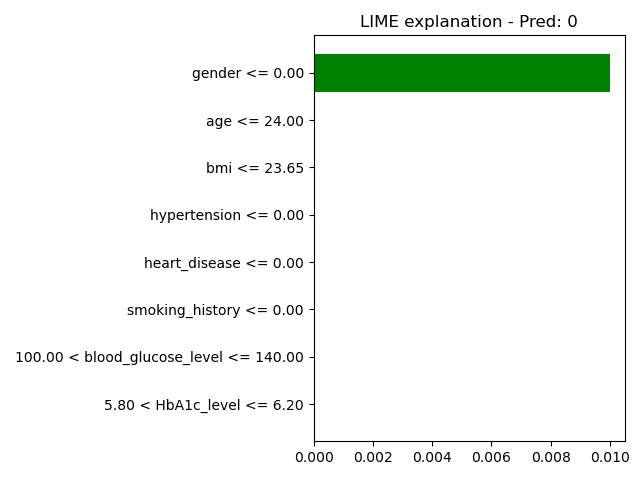 LIME explanation - Pred: 0
gender <= 0.00
age <= 24.00
bmi <= 23.65
hypertension <= 0.00
heart_disease <= 0.00
smoking_history <= 0.00
100.00 < blood_glucose_level <= 140.00
5.80 < HbA1c_level <= 6.20
0.000 0.002 0.004 0.006 0.008 0.010